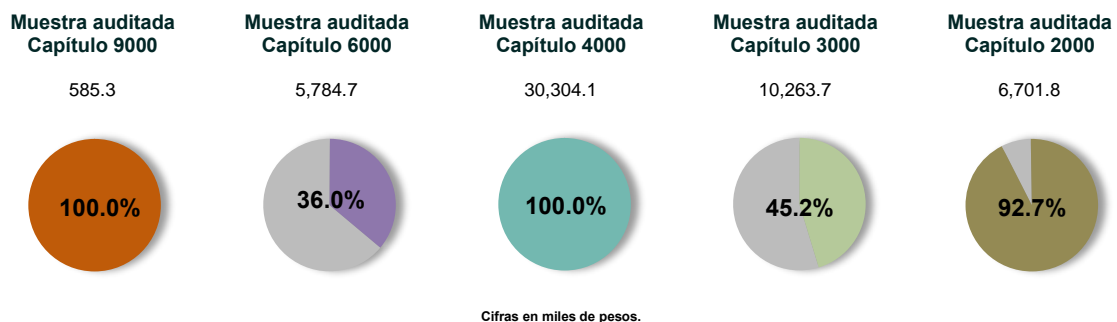 Muestra auditada
Capítulo 9000
585.3
100.0%
Muestra auditada
Capítulo 6000
5,784.7
36.0%
Muestra auditada
Capítulo 4000
30,304.1
100.0%
Muestra auditada
Capítulo 3000
10,263.7
45.2%
Muestra auditada
Capítulo 2000
6,701.8
92.7%
Cifras en miles de pesos.